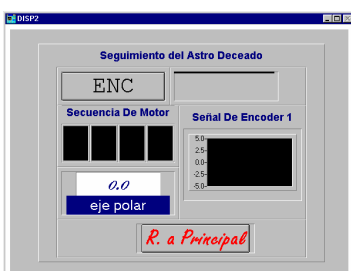 DISP2
Seguimiento del Astro Deceado
ENC
Secuencia De Motor
Señal De Encoder 1
5.0
2.5
0.0
-2.5
-5.0
0.0
eje polar
R. a Principal